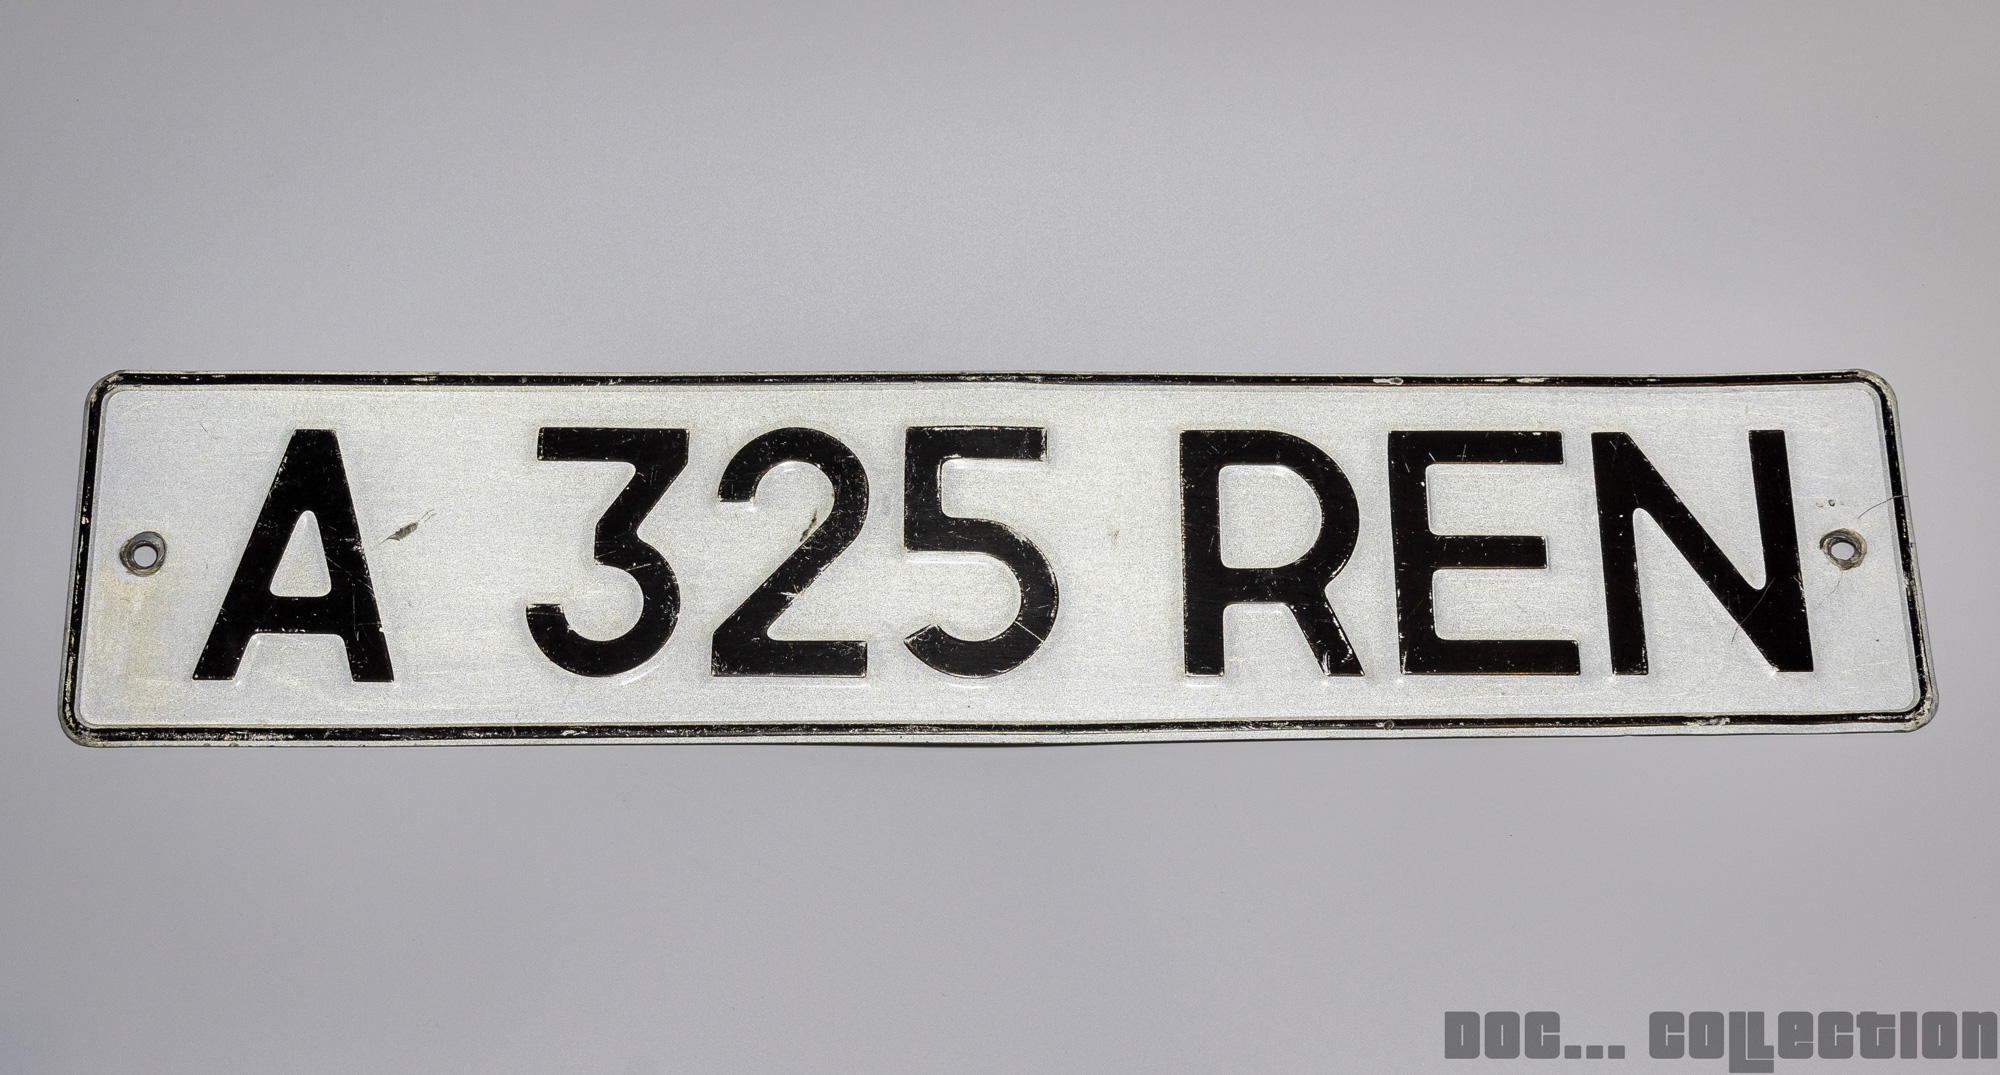 A 325 REN
DOC... COLLECTION